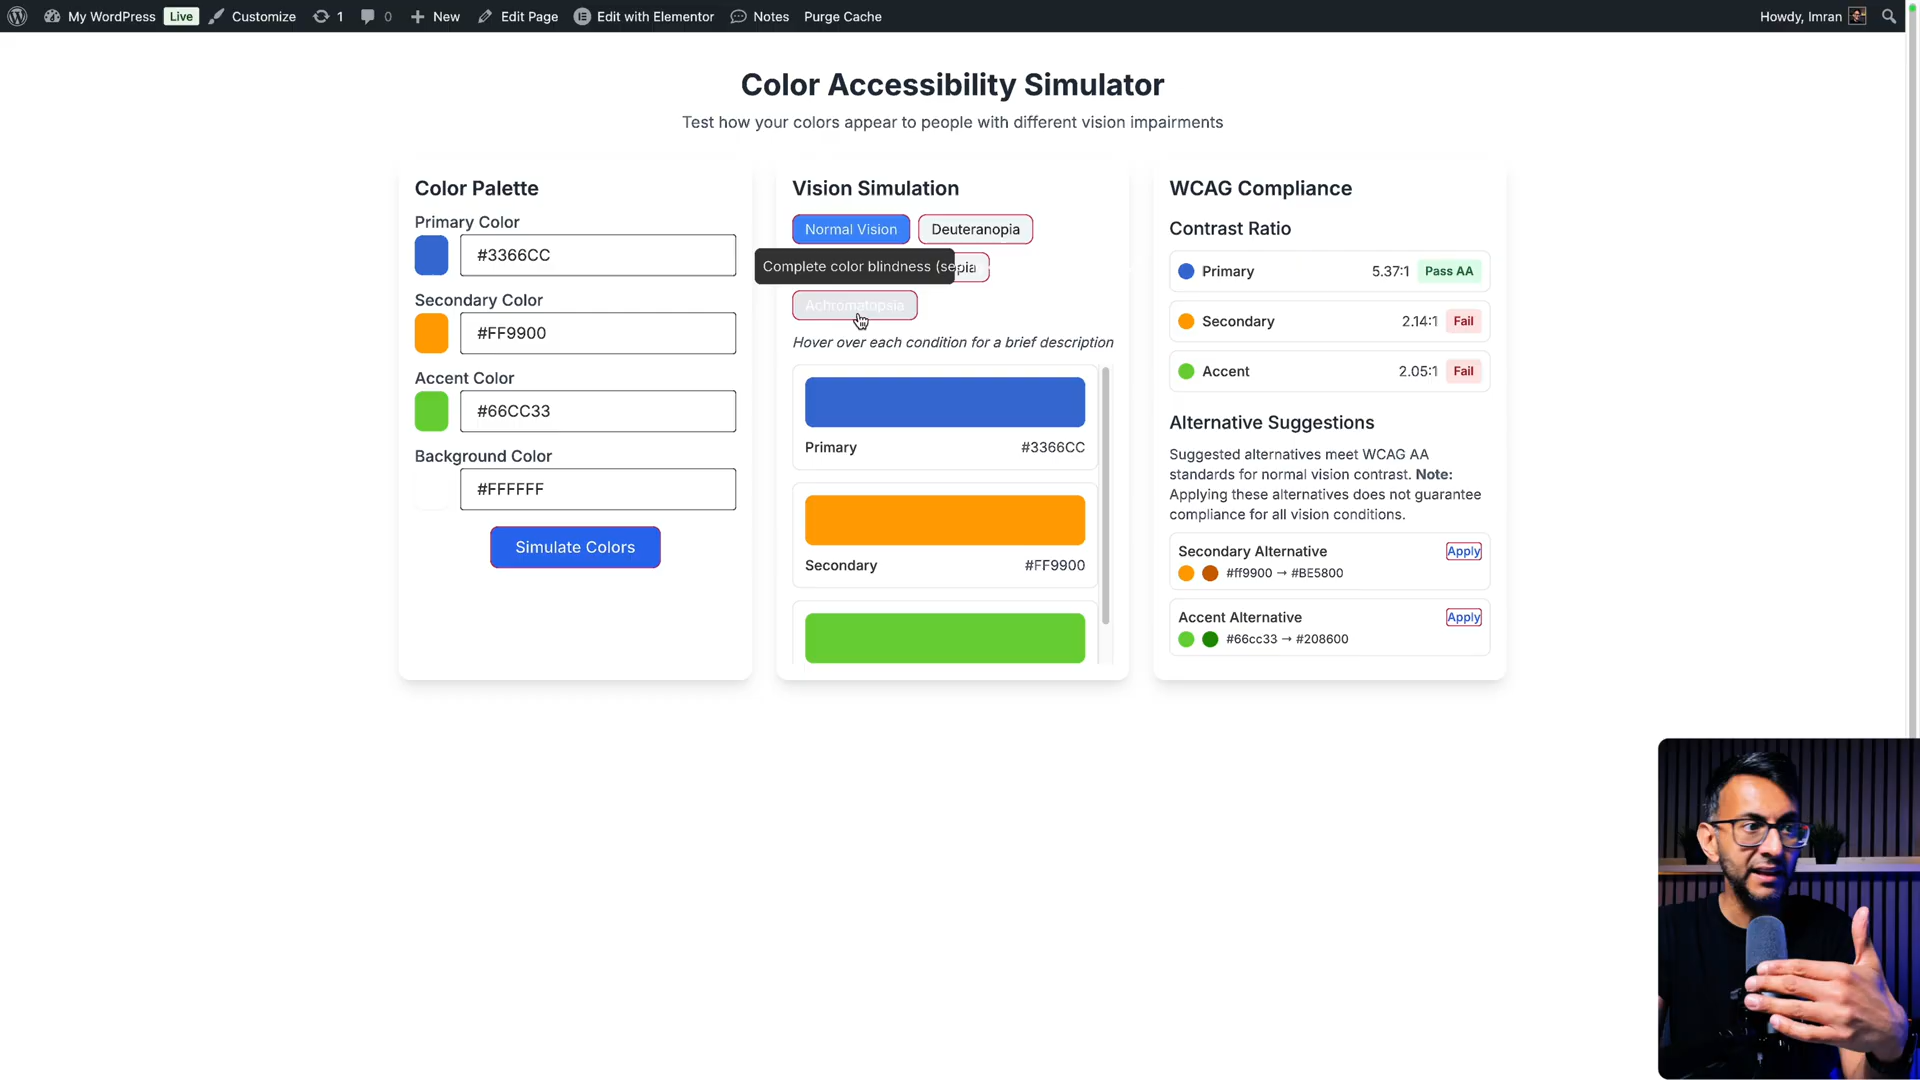 My WordPress Live Customize 1 0 New Edit Page Edit with Elementor Notes Purge Cache Howdy, Imran
Color Accessibility Simulator
Test how your colors appear to people with different vision impairments
Color Palette
Primary Color
#3366CC
Secondary Color
#FF9900
Accent Color
#66CC33
Background Color
#FFFFFF
Simulate Colors
Vision Simulation
Normal Vision Deuteranopia
Complete color blindness (sepia
Achromatopsia
Hover over each condition for a brief description
Primary #3366CC
Secondary #FF9900
WCAG Compliance
Contrast Ratio
Primary 5.37:1 Pass AA
Secondary 2.14:1 Fail
Accent 2.05:1 Fail
Alternative Suggestions
Suggested alternatives meet WCAG AA
standards for normal vision contrast. Note:
Applying these alternatives does not guarantee
compliance for all vision conditions.
Secondary Alternative Apply
#ff9900 → #BE5800
Accent Alternative Apply
#66cc33 → #208600